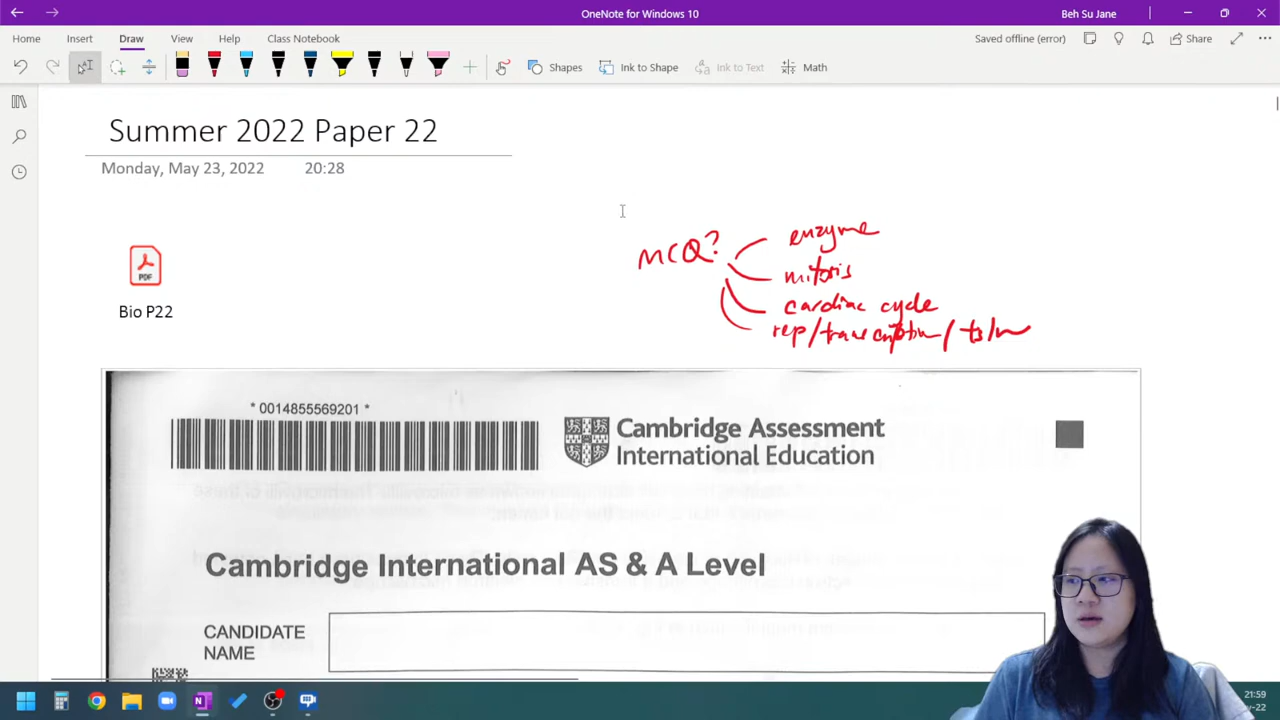 OneNote for Windows 10
Beh Su Jane
Home Insert Draw View Help Class Notebook
Saved offline (error)
Share
Shapes
Ink to Shape
Ink to Text
Math
Summer 2022 Paper 22
Monday, May 23, 2022 20:28
MCQ?
enzyme
mitosis
cardiac cycle
rep/transcription/
PDF
Bio P22
* 0014855569201 *
Cambridge Assessment
International Education
Cambridge International AS & A Level
CANDIDATE
NAME
21:59